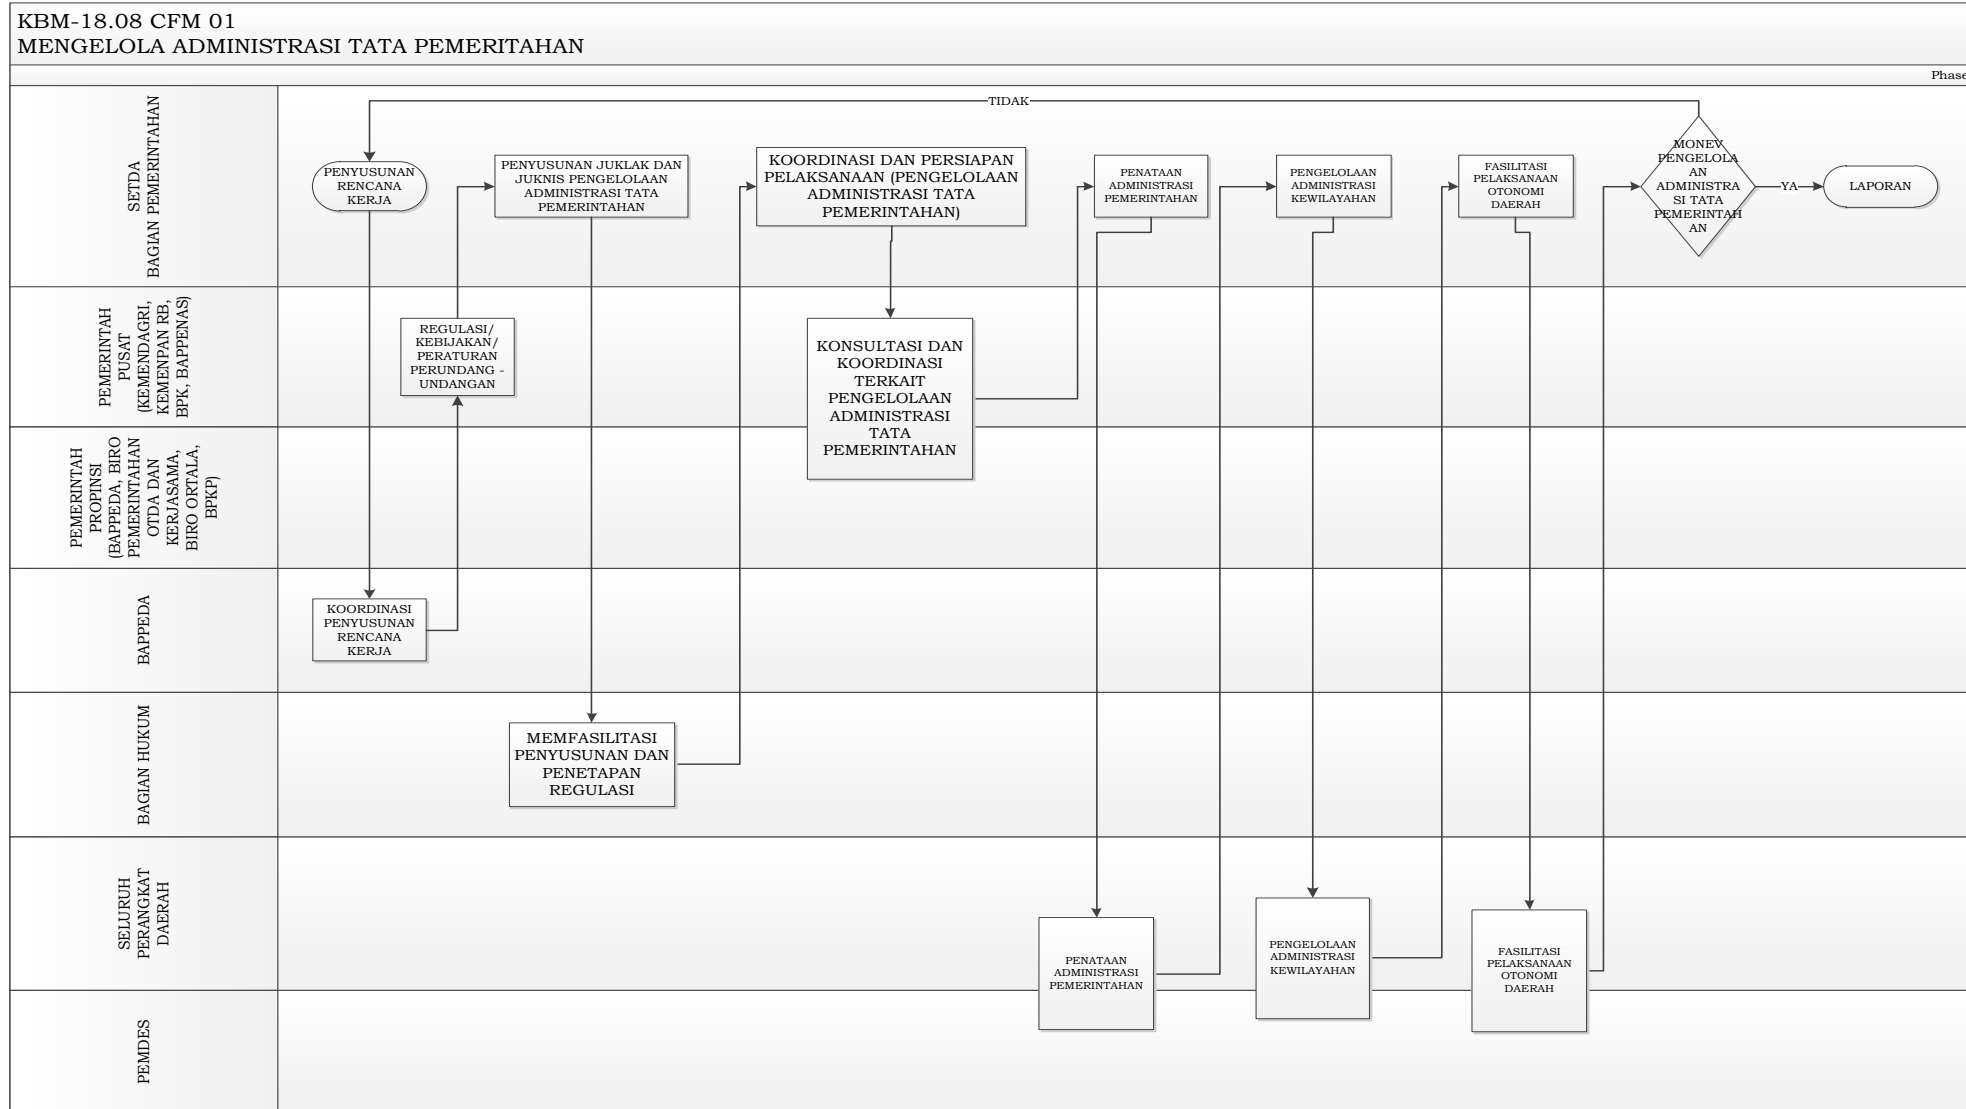 KBM-18.08 CFM 01
MENGELOLA ADMINISTRASI TATA PEMERITAHAN
Phase
SETDA
BAGIAN PEMERINTAHAN
TIDAK
PENYUSUNAN
RENCANA
KERJA
PENYUSUNAN JUKLAK DAN
JUKNIS PENGELOLAAN
ADMINISTRASI TATA
PEMERINTAHAN
KOORDINASI DAN PERSIAPAN
PELAKSANAAN (PENGELOLAAN
ADMINISTRASI TATA
PEMERINTAHAN)
PENATAAN
ADMINISTRASI
PEMERINTAHAN
PENGELOLAAN
ADMINISTRASI
KEWILAYAHAN
FASILITASI
PELAKSANAAN
OTONOMI
DAERAH
MONEV
PENGELOLA
AN
ADMINISTRA
SI TATA
PEMERINTAH
AN
YA
LAPORAN
PEMERINTAH
PUSAT
(KEMENDAGRI,
KEMENPAN RB,
BPK, BAPPENAS)
REGULASI/
KEBIJAKAN/
PERATURAN
PERUNDANG -
UNDANGAN
KONSULTASI DAN
KOORDINASI
TERKAIT
PENGELOLAAN
ADMINISTRASI
TATA
PEMERINTAHAN
PEMERINTAH
PROPINSI
(BAPPEDA, BIRO
PEMERINTAHAN
OTDA DAN
KERJASAMA,
BIRO ORTALA,
BPKP)
BAPPEDA
KOORDINASI
PENYUSUNAN
RENCANA
KERJA
BAGIAN HUKUM
MEMFASILITASI
PENYUSUNAN DAN
PENETAPAN
REGULASI
SELURUH
PERANGKAT
DAERAH
PENATAAN
ADMINISTRASI
PEMERINTAHAN
PENGELOLAAN
ADMINISTRASI
KEWILAYAHAN
FASILITASI
PELAKSANAAN
OTONOMI
DAERAH
PEMDES